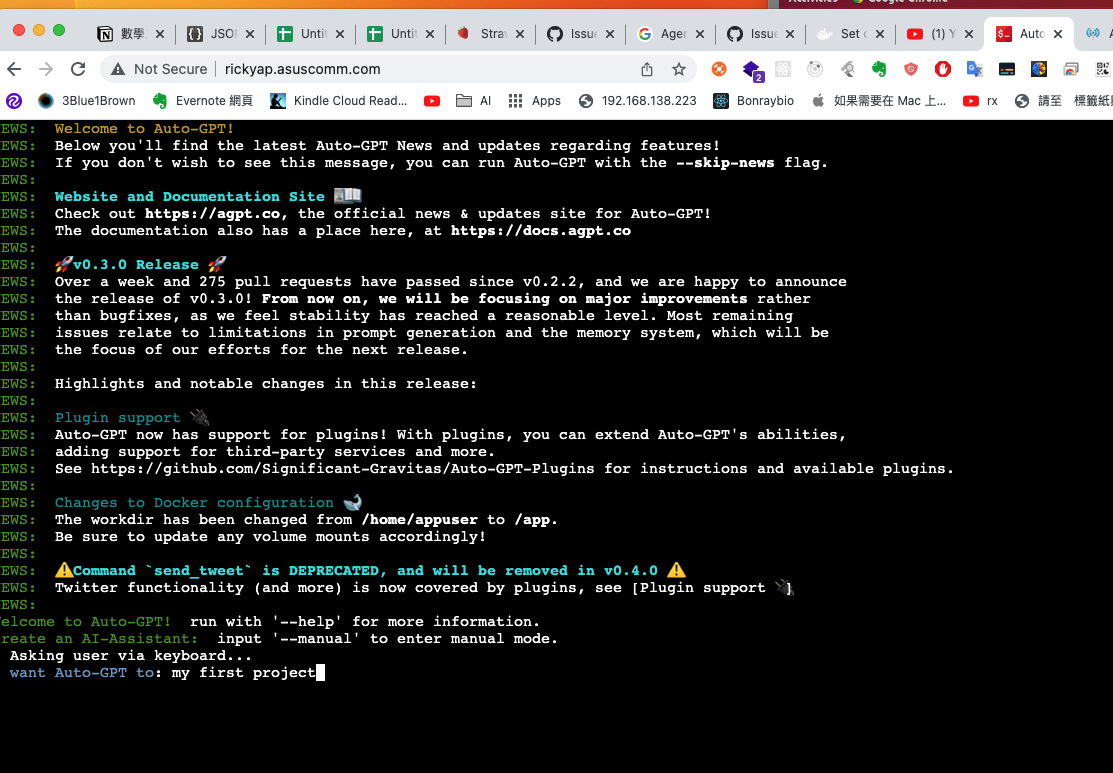 Activities Google Chrome
數學 JSO Untit Untit Strav Issue Age Issue Set c (1) Y Auto
Not Secure rickyap.asuscomm.com
2
3Blue1Brown Evernote 網頁 Kindle Cloud Read... AI Apps 192.168.138.223 Bonraybio 如果需要在 Mac 上... rx 請至 標籤紙
EWS: Welcome to Auto-GPT!
EWS: Below you'll find the latest Auto-GPT News and updates regarding features!
EWS: If you don't wish to see this message, you can run Auto-GPT with the --skip-news flag.
EWS:
EWS: Website and Documentation Site 📖
EWS: Check out https://agpt.co, the official news & updates site for Auto-GPT!
EWS: The documentation also has a place here, at https://docs.agpt.co
EWS:
EWS: 🚀v0.3.0 Release 🚀
EWS: Over a week and 275 pull requests have passed since v0.2.2, and we are happy to announce
EWS: the release of v0.3.0! From now on, we will be focusing on major improvements rather
EWS: than bugfixes, as we feel stability has reached a reasonable level. Most remaining
EWS: issues relate to limitations in prompt generation and the memory system, which will be
EWS: the focus of our efforts for the next release.
EWS:
EWS: Highlights and notable changes in this release:
EWS:
EWS: Plugin support 🔌
EWS: Auto-GPT now has support for plugins! With plugins, you can extend Auto-GPT's abilities,
EWS: adding support for third-party services and more.
EWS: See https://github.com/Significant-Gravitas/Auto-GPT-Plugins for instructions and available plugins.
EWS:
EWS: Changes to Docker configuration 🐋
EWS: The workdir has been changed from /home/appuser to /app.
EWS: Be sure to update any volume mounts accordingly!
EWS:
EWS: ⚠️Command `send_tweet` is DEPRECATED, and will be removed in v0.4.0 ⚠️
EWS: Twitter functionality (and more) is now covered by plugins, see [Plugin support 🔌]
EWS:
elcome to Auto-GPT! run with '--help' for more information.
reate an AI-Assistant: input '--manual' to enter manual mode.
Asking user via keyboard...
want Auto-GPT to: my first project